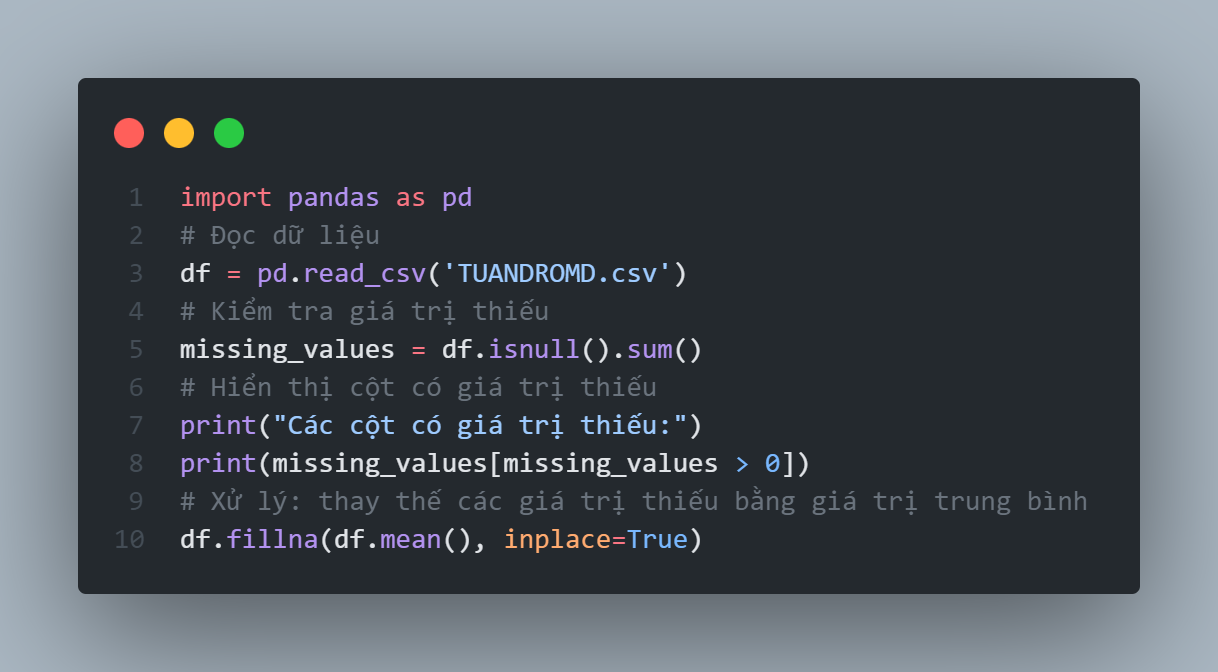 1 import pandas as pd
2 # Đọc dữ liệu
3 df = pd.read_csv('TUANDROMD.csv')
4 # Kiểm tra giá trị thiếu
5 missing_values = df.isnull().sum()
6 # Hiển thị cột có giá trị thiếu
7 print("Các cột có giá trị thiếu:")
8 print(missing_values[missing_values > 0])
9 # Xử lý: thay thế các giá trị thiếu bằng giá trị trung bình
10 df.fillna(df.mean(), inplace=True)